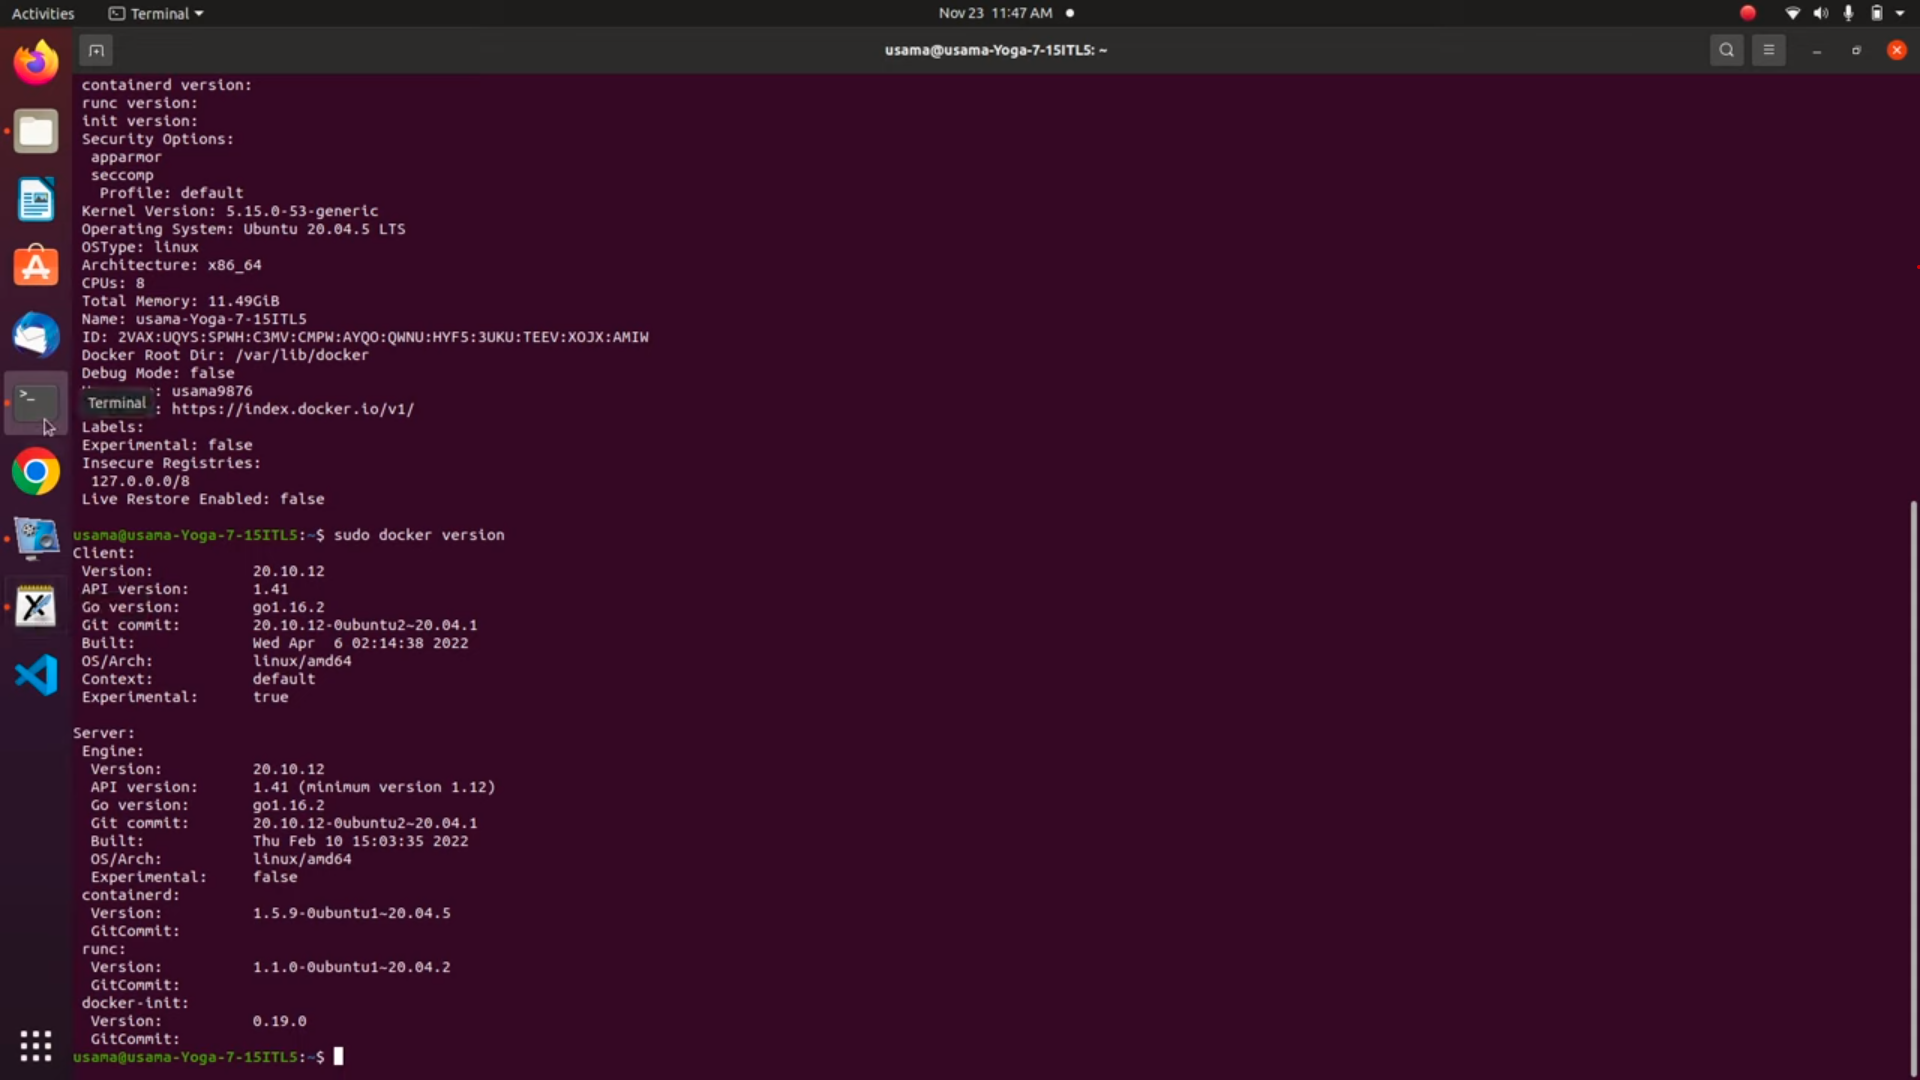 Activities
Terminal
Nov 23 11:47 AM
usama@usama-Yoga-7-15ITL5: ~
containerd version:
runc version:
init version:
Security Options:
apparmor
seccomp
Profile: default
Kernel Version: 5.15.0-53-generic
Operating System: Ubuntu 20.04.5 LTS
OSType: linux
Architecture: x86_64
CPUs: 8
Total Memory: 11.49GiB
Name: usama-Yoga-7-15ITL5
ID: 2VAX:UQYS:SPWH:C3MV:CMPW:AYQO:QWNU:HYF5:3UKU:TEEV:XOJX:AMIW
Docker Root Dir: /var/lib/docker
Debug Mode: false
: usama9876
Terminal
: https://index.docker.io/v1/
Labels:
Experimental: false
Insecure Registries:
127.0.0.0/8
Live Restore Enabled: false
usama@usama-Yoga-7-15ITL5:~$ sudo docker version
Client:
Version: 20.10.12
API version: 1.41
Go version: go1.16.2
Git commit: 20.10.12-0ubuntu2~20.04.1
Built: Wed Apr 6 02:14:38 2022
OS/Arch: linux/amd64
Context: default
Experimental: true
Server:
Engine:
Version: 20.10.12
API version: 1.41 (minimum version 1.12)
Go version: go1.16.2
Git commit: 20.10.12-0ubuntu2~20.04.1
Built: Thu Feb 10 15:03:35 2022
OS/Arch: linux/amd64
Experimental: false
containerd:
Version: 1.5.9-0ubuntu1~20.04.5
GitCommit:
runc:
Version: 1.1.0-0ubuntu1~20.04.2
GitCommit:
docker-init:
Version: 0.19.0
GitCommit:
usama@usama-Yoga-7-15ITL5:~$